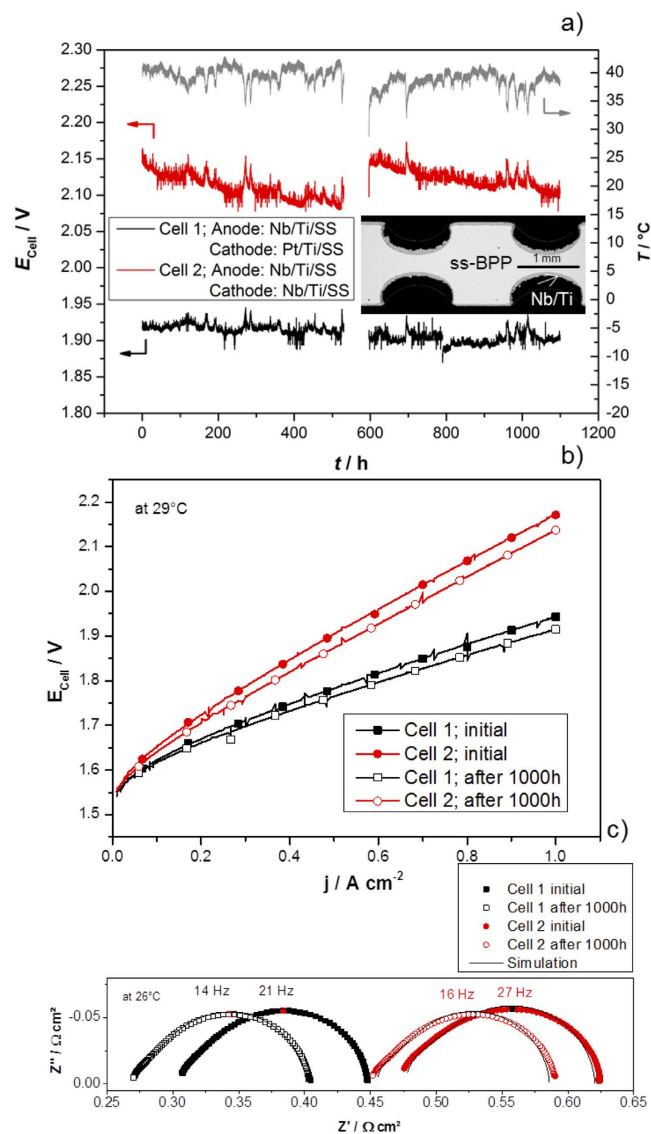 a)
2.30
2.25
2.20
2.15
2.10
2.05
2.00
1.95
1.90
1.85
1.80
E_Cell / V
40
35
30
25
20
15
10
5
0
-5
-10
-15
-20
T / °C
Cell 1; Anode: Nb/Ti/SS
Cathode: Pt/Ti/SS
Cell 2; Anode: Nb/Ti/SS
Cathode: Nb/Ti/SS
ss-BPP
1 mm
Nb/Ti
0 200 400 600 800 1000 1200
t / h
b)
at 29°C
2.2
2.1
2.0
1.9
1.8
1.7
1.6
1.5
E_Cell / V
Cell 1; initial
Cell 2; initial
Cell 1; after 1000h
Cell 2; after 1000h
0.0 0.2 0.4 0.6 0.8 1.0
j / A cm⁻²
c)
Cell 1 initial
Cell 1 after 1000h
Cell 2 initial
Cell 2 after 1000h
Simulation
at 26°C
14 Hz 21 Hz 16 Hz 27 Hz
-0.05
0.00
Z'' / Ω cm²
0.25 0.30 0.35 0.40 0.45 0.50 0.55 0.60 0.65
Z' / Ω cm²